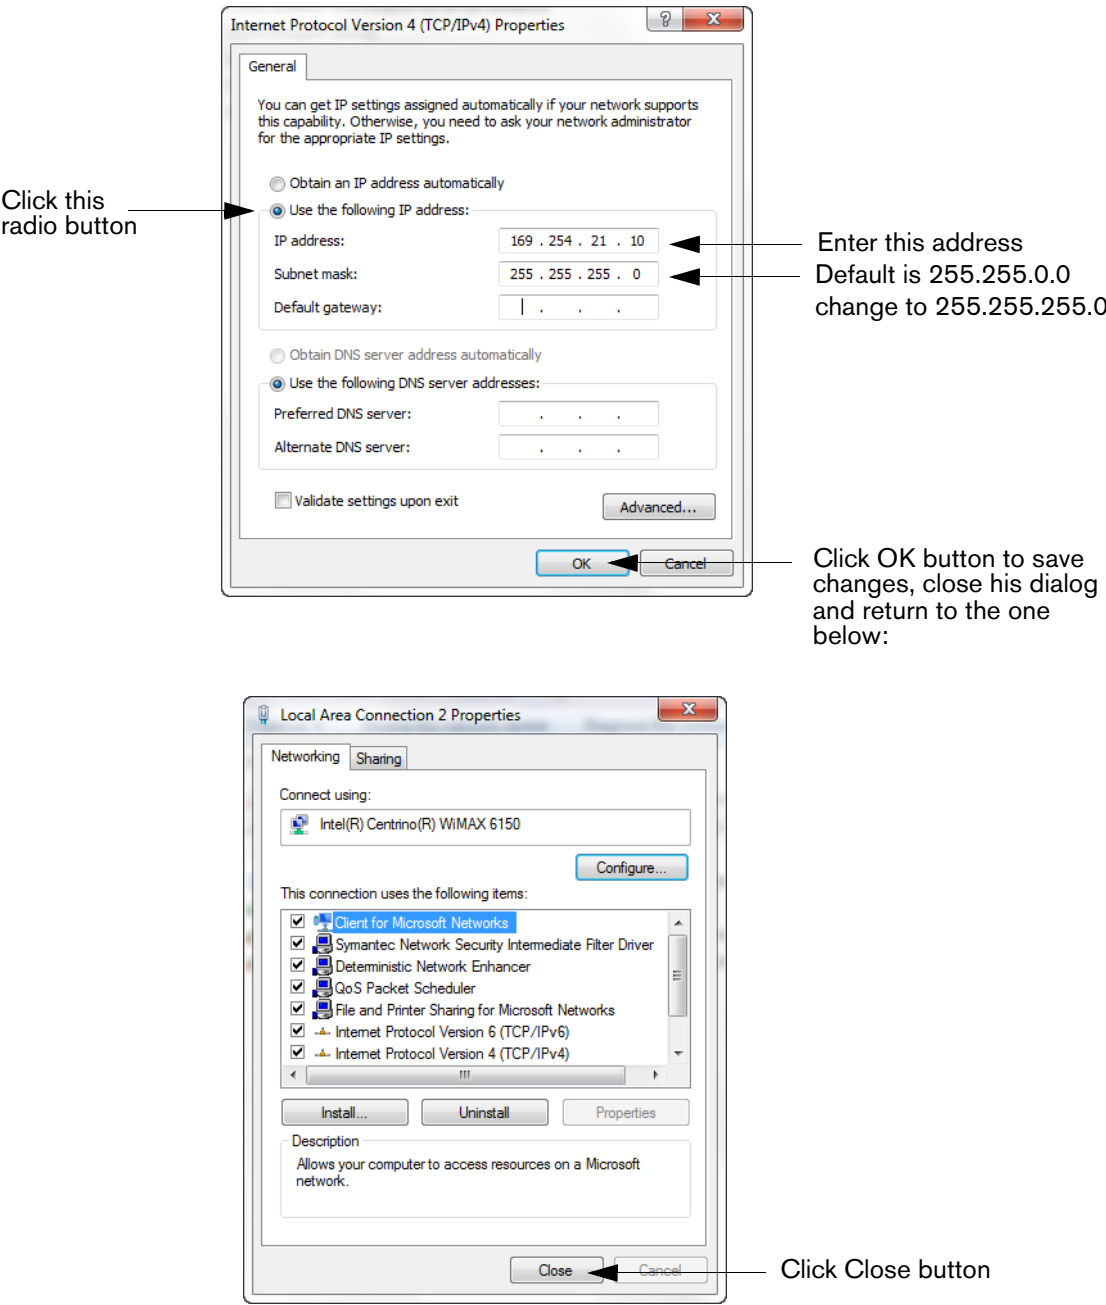 Internet Protocol Version 4 (TCP/IPv4) Properties
General
You can get IP settings assigned automatically if your network supports
this capability. Otherwise, you need to ask your network administrator
for the appropriate IP settings.
Obtain an IP address automatically
Click this
radio button
Use the following IP address:
IP address: 169 . 254 . 21 . 10
Enter this address
Subnet mask: 255 . 255 . 255 . 0
Default is 255.255.0.0
change to 255.255.255.0
Default gateway: . . .
Obtain DNS server address automatically
Use the following DNS server addresses:
Preferred DNS server: . . .
Alternate DNS server: . . .
Validate settings upon exit
Advanced...
OK Cancel
Click OK button to save
changes, close his dialog
and return to the one
below:
Local Area Connection 2 Properties
Networking Sharing
Connect using:
Intel(R) Centrino(R) WiMAX 6150
Configure...
This connection uses the following items:
Client for Microsoft Networks
Symantec Network Security Intermediate Filter Driver
Deterministic Network Enhancer
QoS Packet Scheduler
File and Printer Sharing for Microsoft Networks
Internet Protocol Version 6 (TCP/IPv6)
Internet Protocol Version 4 (TCP/IPv4)
Install... Uninstall Properties
Description
Allows your computer to access resources on a Microsoft
network.
Close Cancel
Click Close button